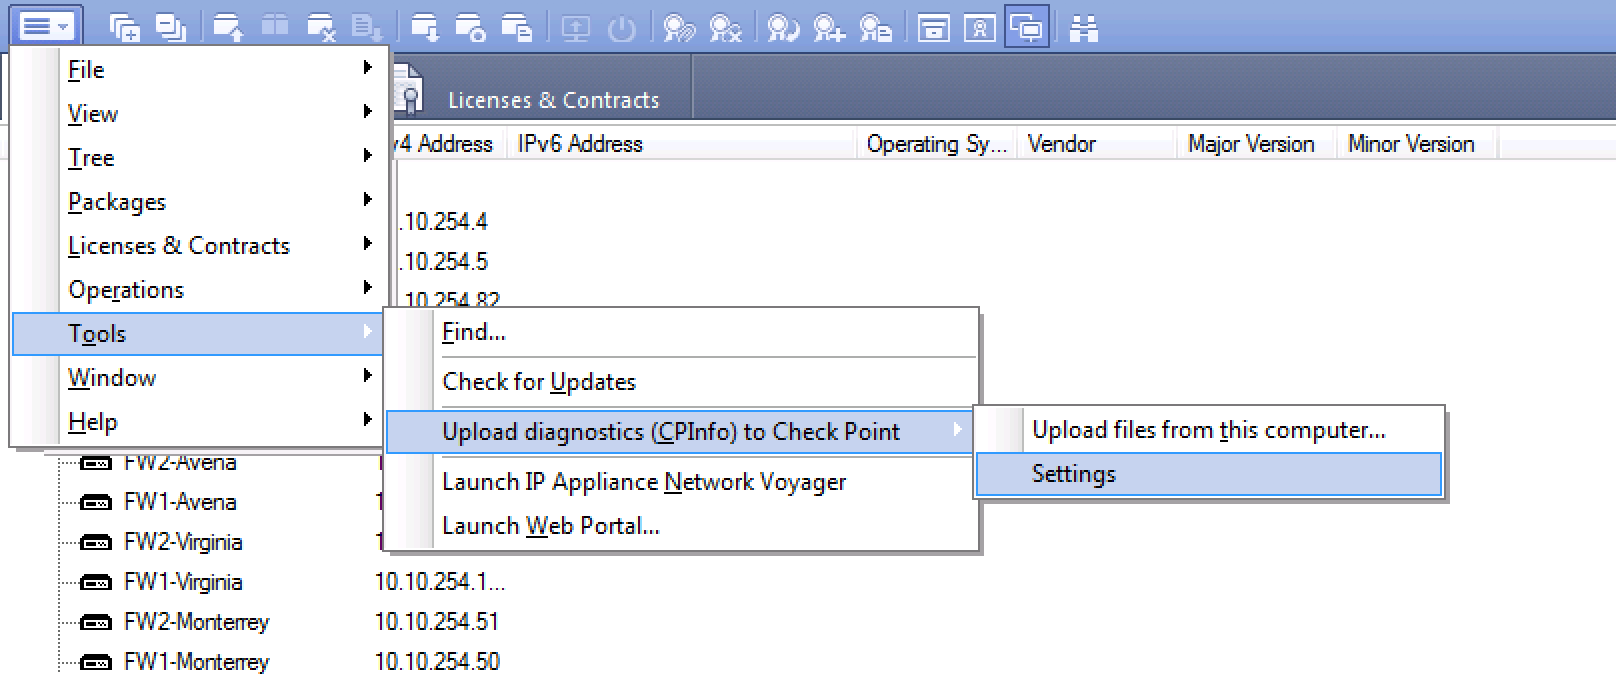 File
View
Tree
Packages
Licenses & Contracts
Operations
Tools
Window
Help
Licenses & Contracts
v4 Address IPv6 Address Operating Sy... Vendor Major Version Minor Version
.10.254.4
.10.254.5
.10.254.82
Find...
Check for Updates
Upload diagnostics (CPInfo) to Check Point
Launch IP Appliance Network Voyager
Launch Web Portal...
Upload files from this computer...
Settings
FW2-Avena
FW1-Avena
FW2-Virginia
FW1-Virginia 10.10.254.1...
FW2-Monterrey 10.10.254.51
FW1-Monterrey 10.10.254.50